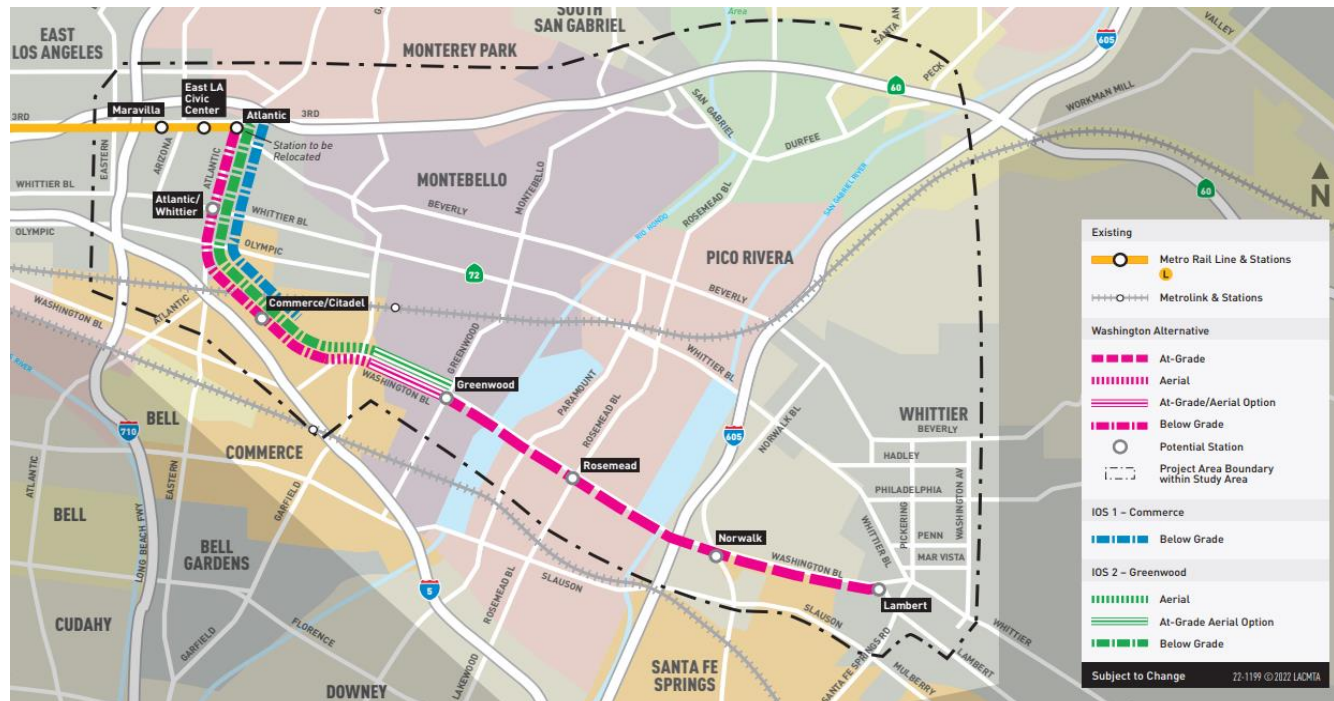 EAST
LOS ANGELES
SOUTH
SAN GABRIEL
MONTEREY PARK
Area
SANTA AN
PECK
605
VALLEY
WORKMAN MILL
60
3RD
Maravilla
East LA
Civic
Center
Atlantic
3RD
Station to be
Relocated
EASTERN
ARIZONA
ATLANTIC
SAN GABRIEL
DURFEE
WHITTIER BL
MONTEBELLO
MONTEBELLO
BEVERLY
ROSEMEAD BL
SAN GABRIEL RIVER
RIO HONDO
60
N
Atlantic/
Whittier
WHITTIER BL
OLYMPIC
OLYMPIC
72
PICO RIVERA
BEVERLY
WASHINGTON BL
ATLANTIC
Commerce/Citadel
GREENWOOD
WHITTIER BL
Greenwood
WASHINGTON BL
PARAMOUNT
ROSEMEAD BL
RIVER
BELL
710
COMMERCE
605
NORWALK BL
WHITTIER
BEVERLY
HADLEY
PHILADELPHIA
WASHINGTON AV
PICKERING
PENN
WHITTIER BL
MAR VISTA
Rosemead
ATLANTIC
EASTERN
GARFIELD
BELL
BELL
GARDENS
LONG BEACH FWY
Norwalk
WASHINGTON BL
Lambert
SLAUSON
SLAUSON
ROSEMEAD BL
5
CUDAHY
GARFIELD
FLORENCE
DOWNEY
LAKEWOOD
SANTA FE
SPRINGS
SANTA FE SPRINGS RD
MULBERRY
LAMBERT
WHITTIER
Existing
Metro Rail Line & Stations
L
Metrolink & Stations
Washington Alternative
At-Grade
Aerial
At-Grade/Aerial Option
Below Grade
Potential Station
Project Area Boundary
within Study Area
IOS 1 – Commerce
Below Grade
IOS 2 – Greenwood
Aerial
At-Grade Aerial Option
Below Grade
Subject to Change
22-1199 © 2022 LACMTA